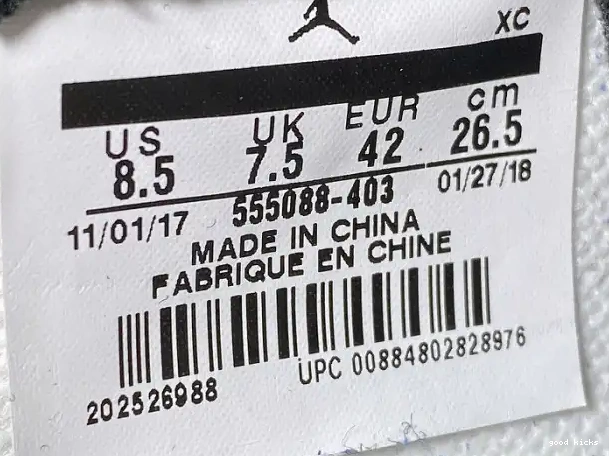 XC
US UK EUR cm
8.5 7.5 42 26.5
11/01/17 555088-403 01/27/18
MADE IN CHINA
FABRIQUE EN CHINE
202526988 UPC 00884802828976
good kicks